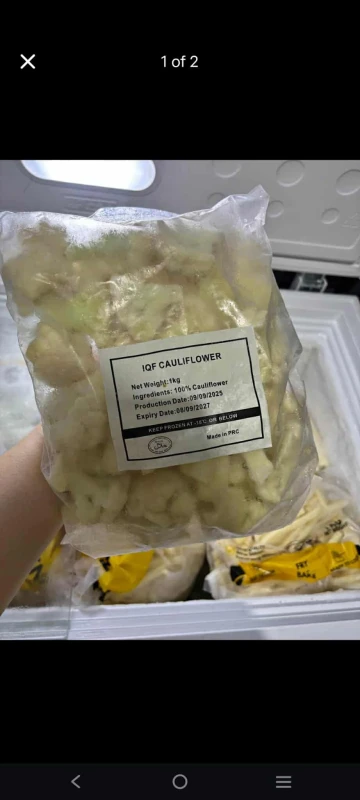 1 of 2
IQF CAULIFLOWER
Net Weight:1kg
Ingredients: 100% Cauliflower
Production Date:09/09/2025
Expiry Date:08/09/2027
KEEP FROZEN AT -18°C OR BELOW
Made in PRC
FRY